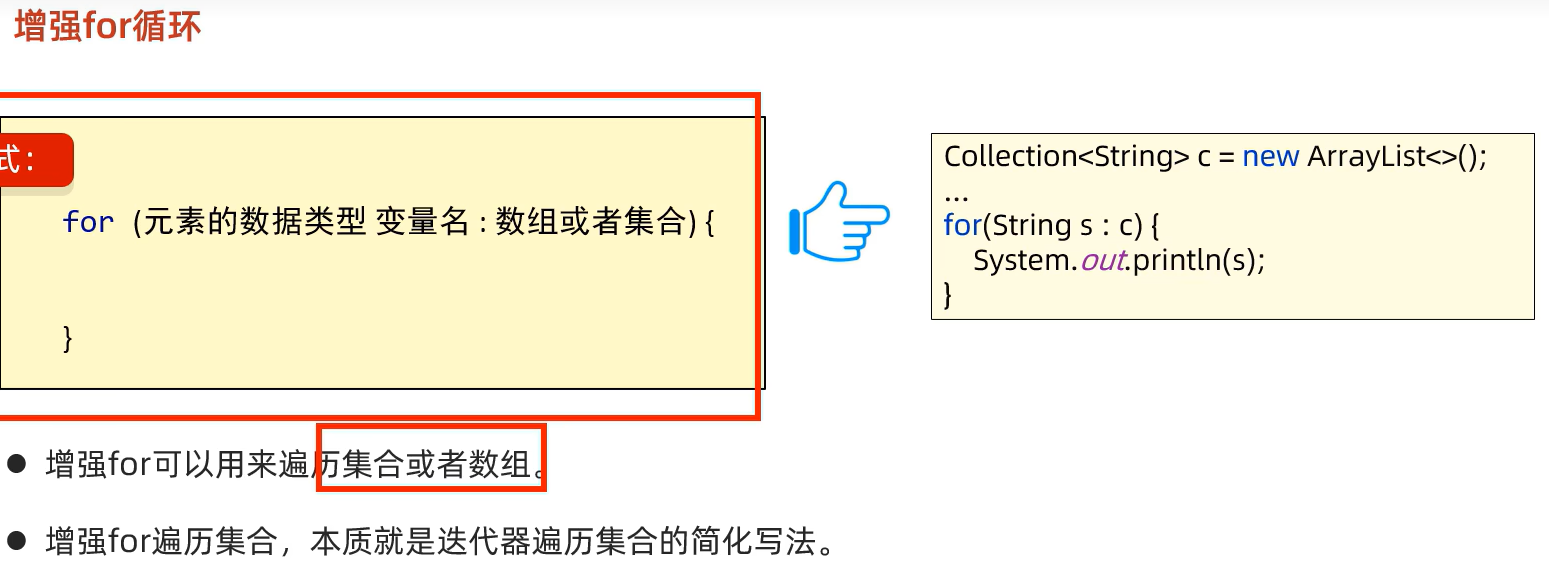 增强for循环
式：
for (元素的数据类型 变量名 : 数组或者集合) {
}
Collection<String> c = new ArrayList<>();
...
for(String s : c) {
System.out.println(s);
}
增强for可以用来遍历集合或者数组。
增强for遍历集合，本质就是迭代器遍历集合的简化写法。